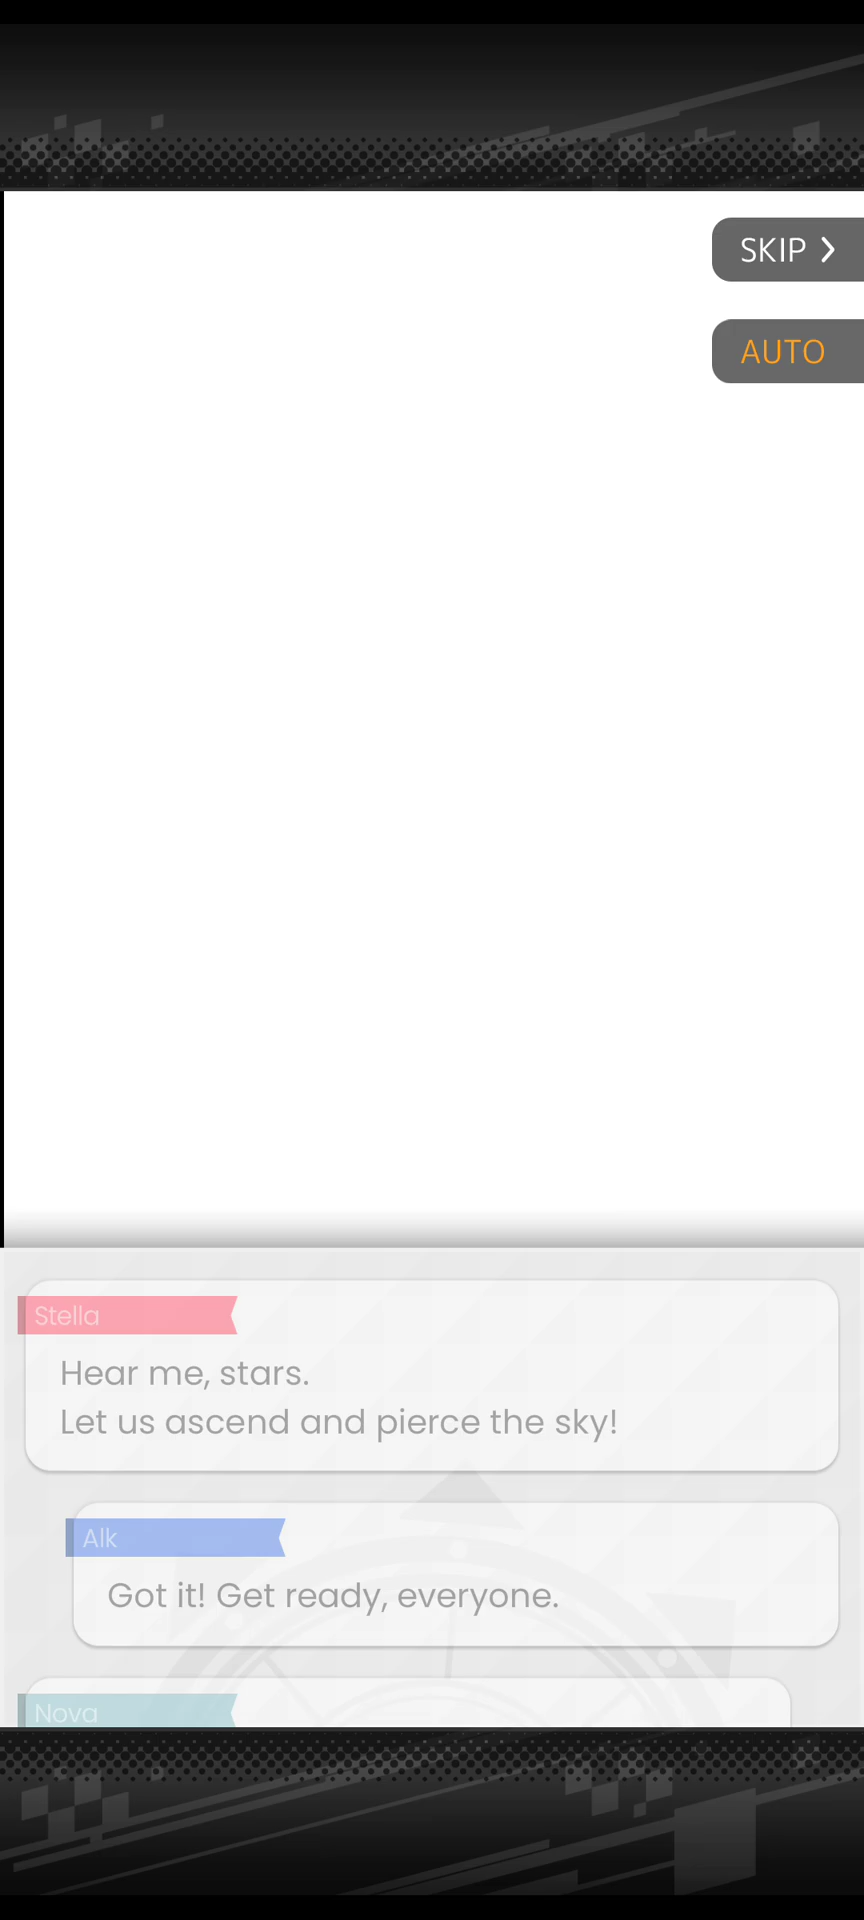 SKIP
AUTO
Stella
Hear me, stars.
Let us ascend and pierce the sky!
Alk
Got it! Get ready, everyone.
Nova